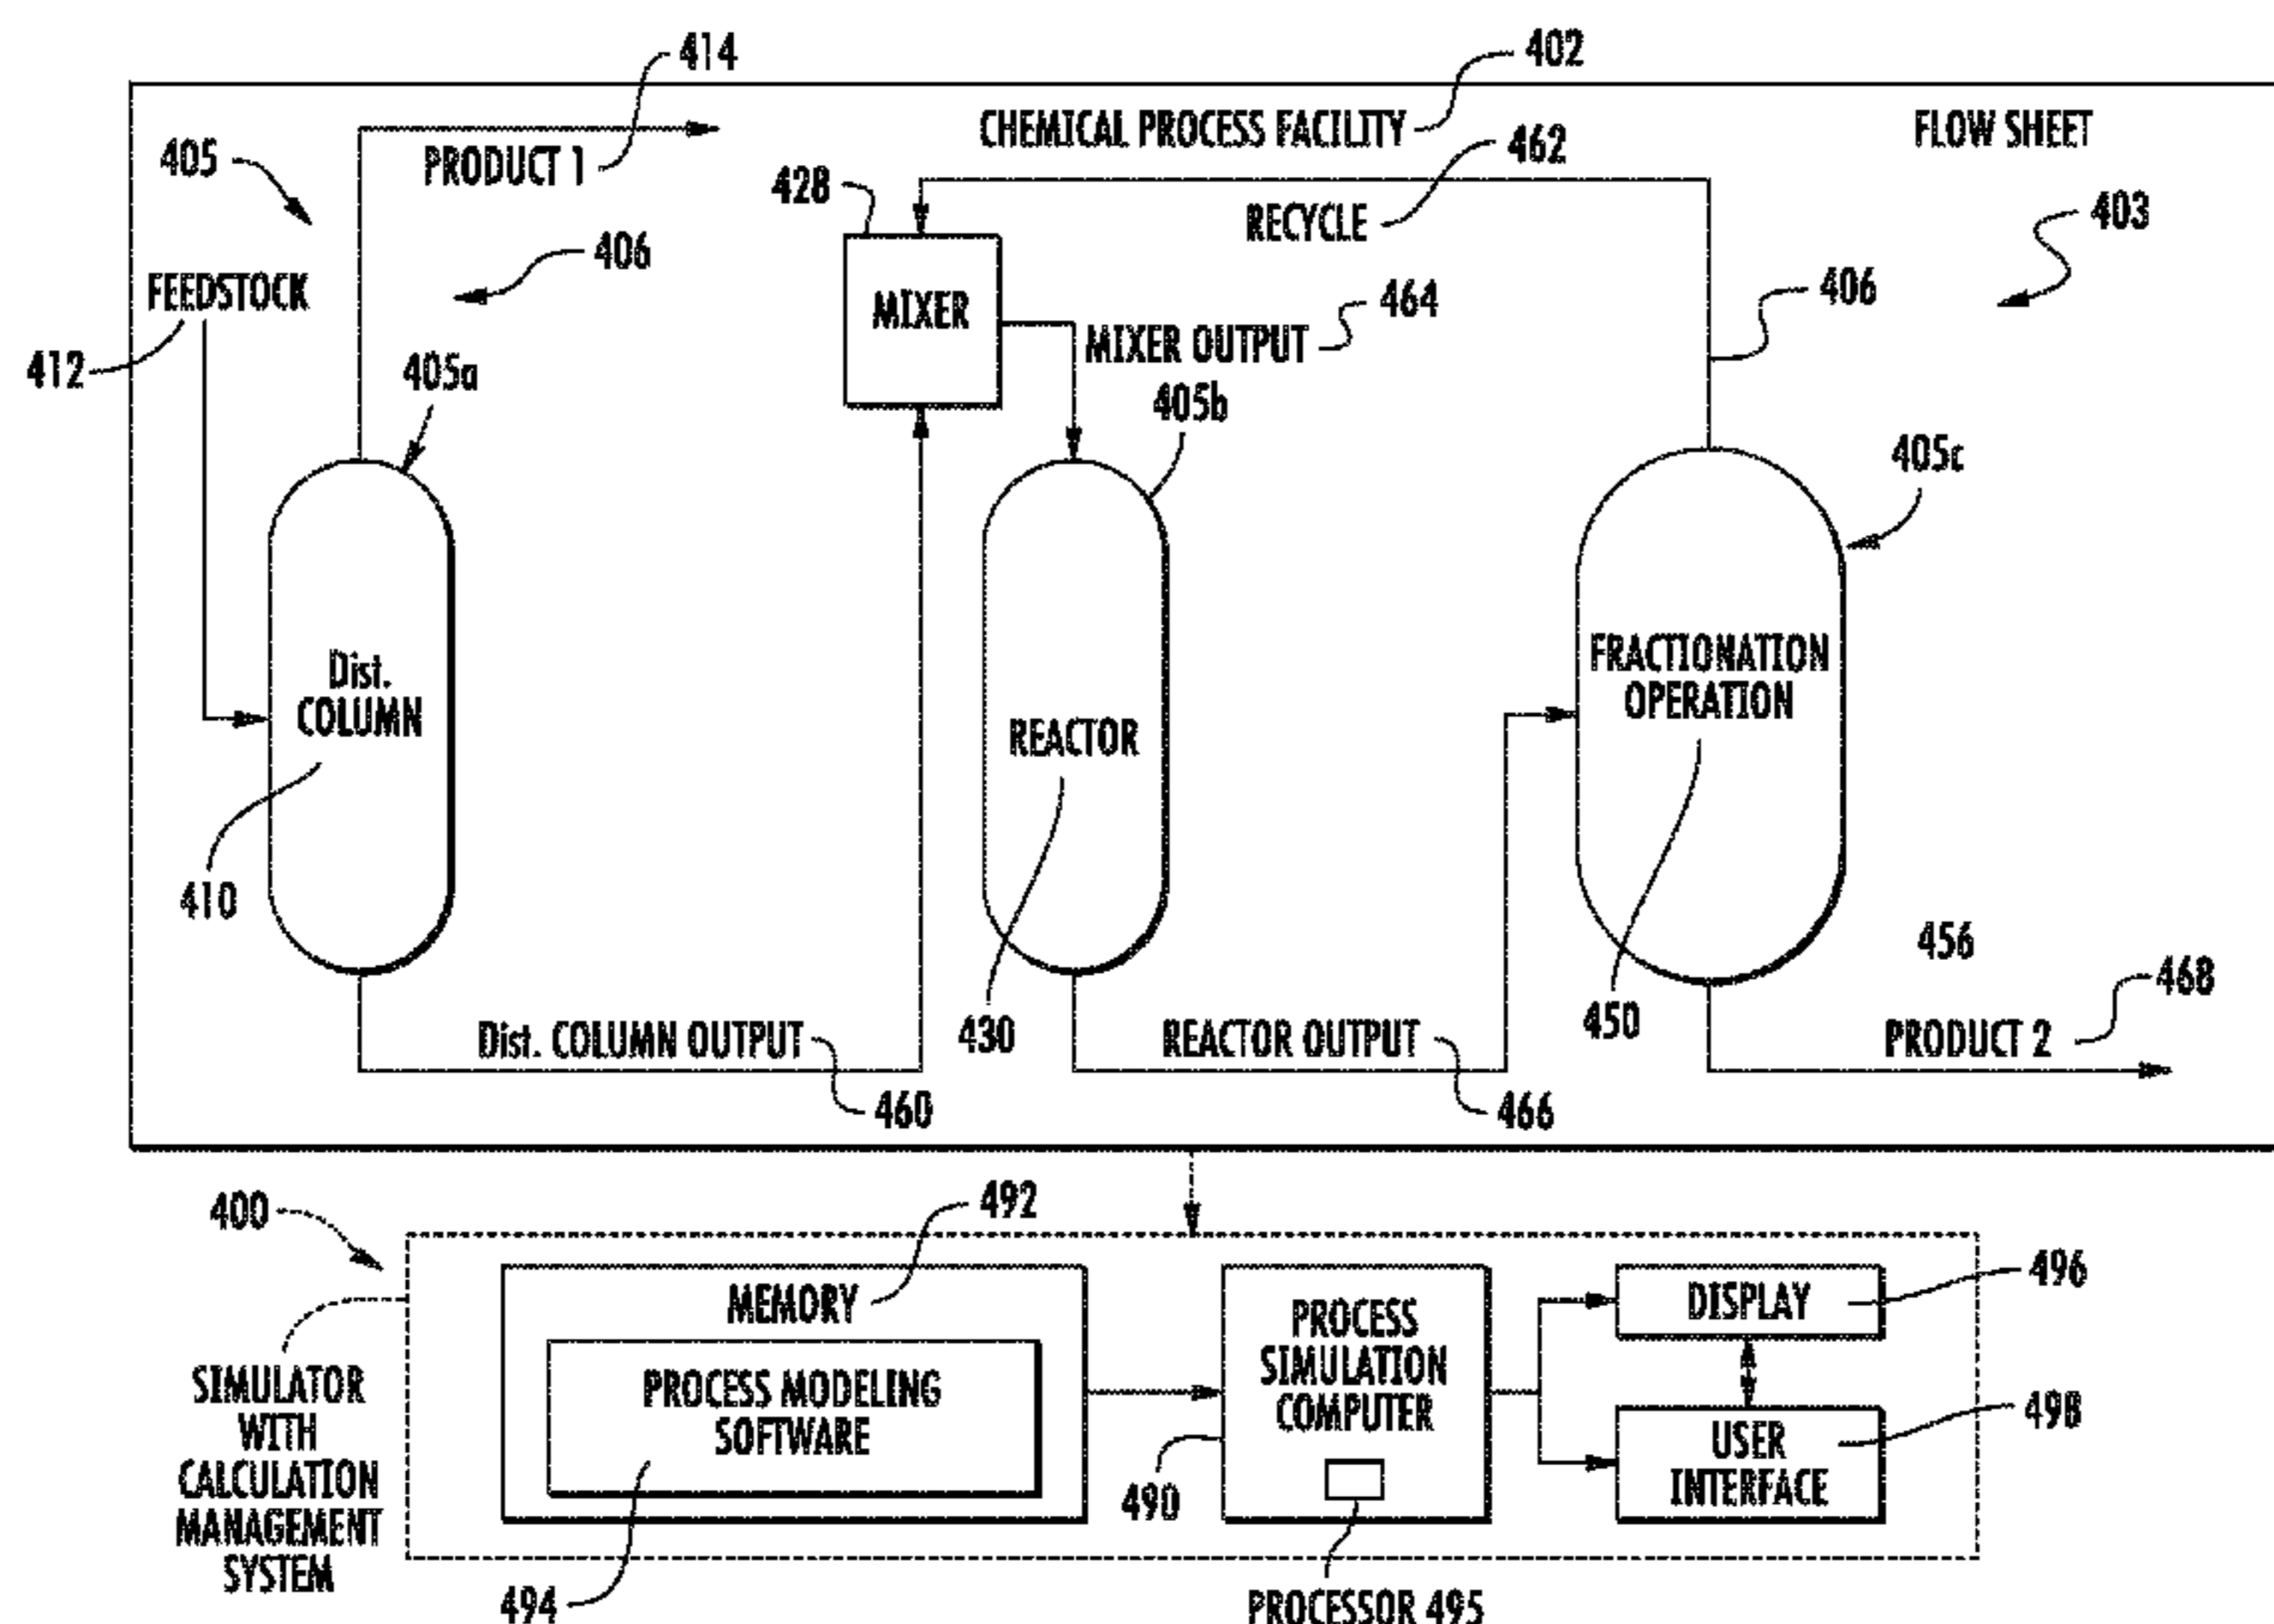 414
402
CHEMICAL PROCESS FACILITY
FLOW SHEET
405
PRODUCT 1
428
462
RECYCLE
403
406
FEEDSTOCK
412
405a
MIXER
464
MIXER OUTPUT
405b
406
405c
Dist.
COLUMN
410
REACTOR
430
FRACTIONATION
OPERATION
450
456
468
Dist. COLUMN OUTPUT
460
REACTOR OUTPUT
466
PRODUCT 2
400
492
MEMORY
PROCESS MODELING
SOFTWARE
494
PROCESS
SIMULATION
COMPUTER
490
PROCESSOR 495
DISPLAY
496
USER
INTERFACE
498
SIMULATOR
WITH
CALCULATION
MANAGEMENT
SYSTEM